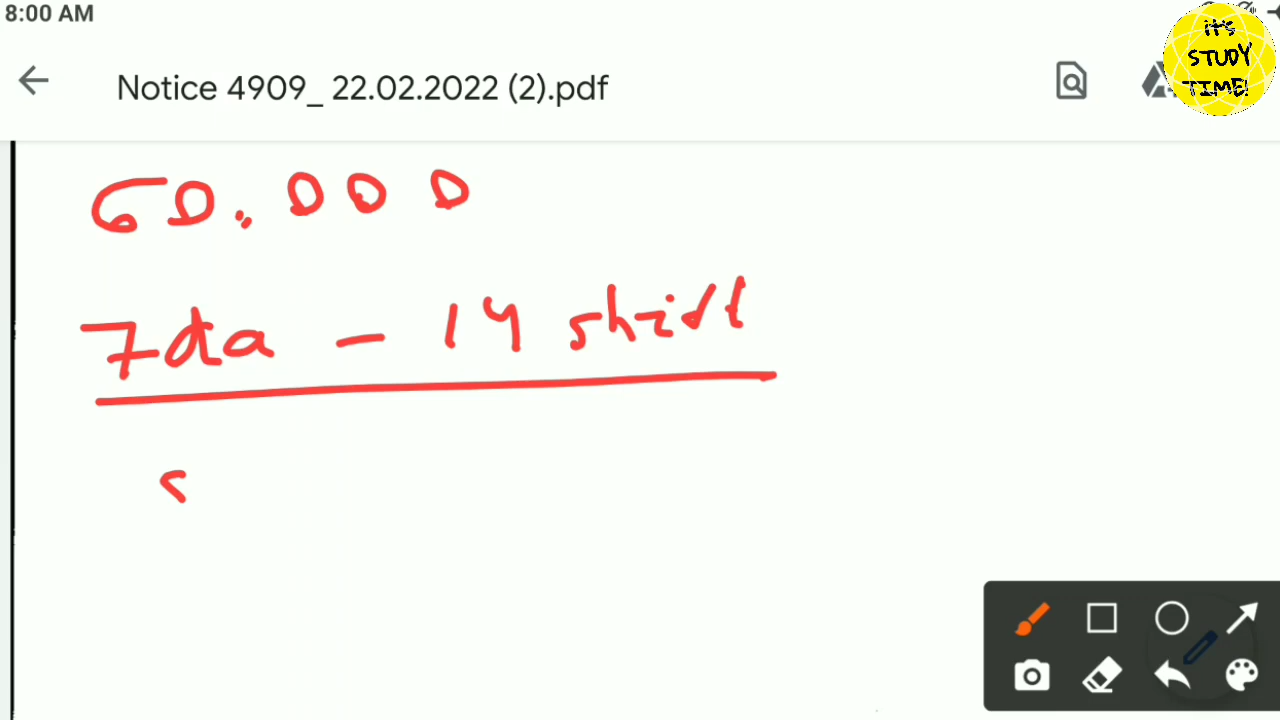 8:00 AM
Notice 4909_ 22.02.2022 (2).pdf
IT'S
STUDY
TIME!
60.000
7da - 14 shift